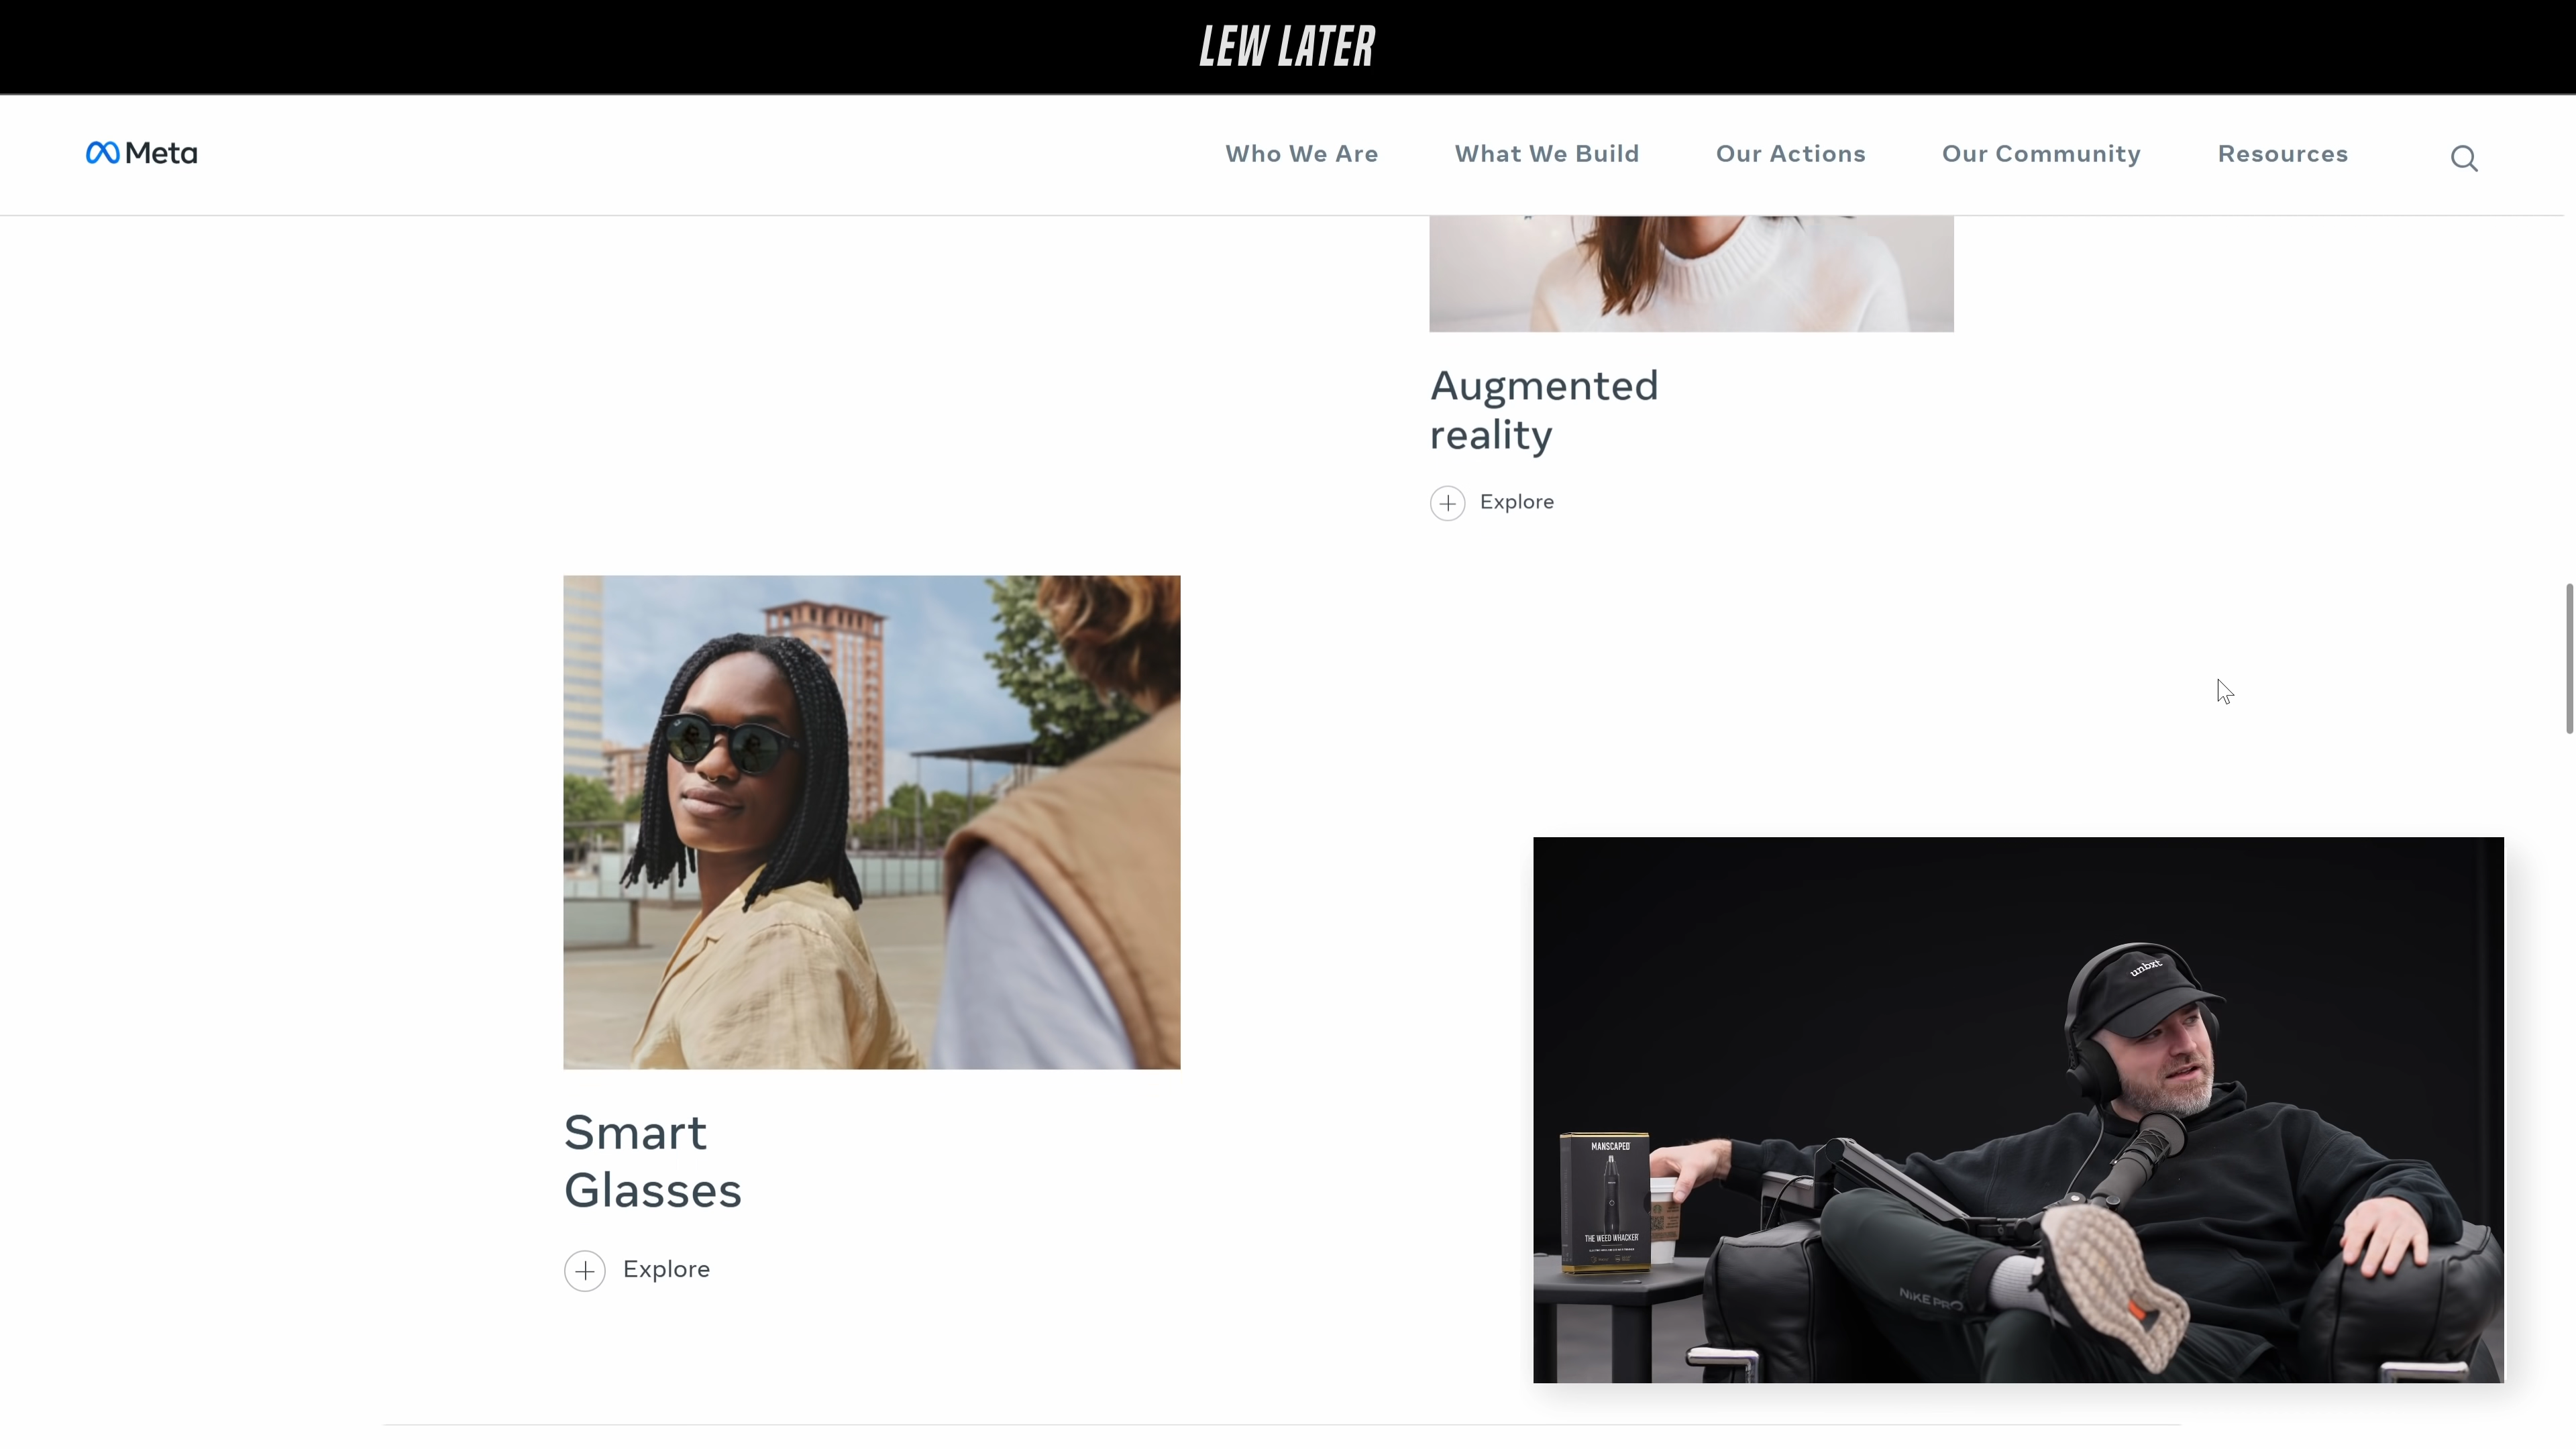 LEW LATER
Meta
Who We Are
What We Build
Our Actions
Our Community
Resources
Augmented
reality
Explore
Smart
Glasses
Explore
unbxt
MANSCAPED
THE WEED WHACKER
NIKE PRO